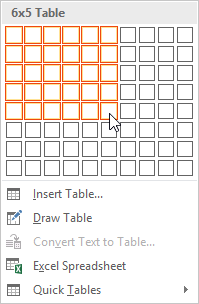 6x5 Table
Insert Table...
Draw Table
Convert Text to Table...
Excel Spreadsheet
Quick Tables